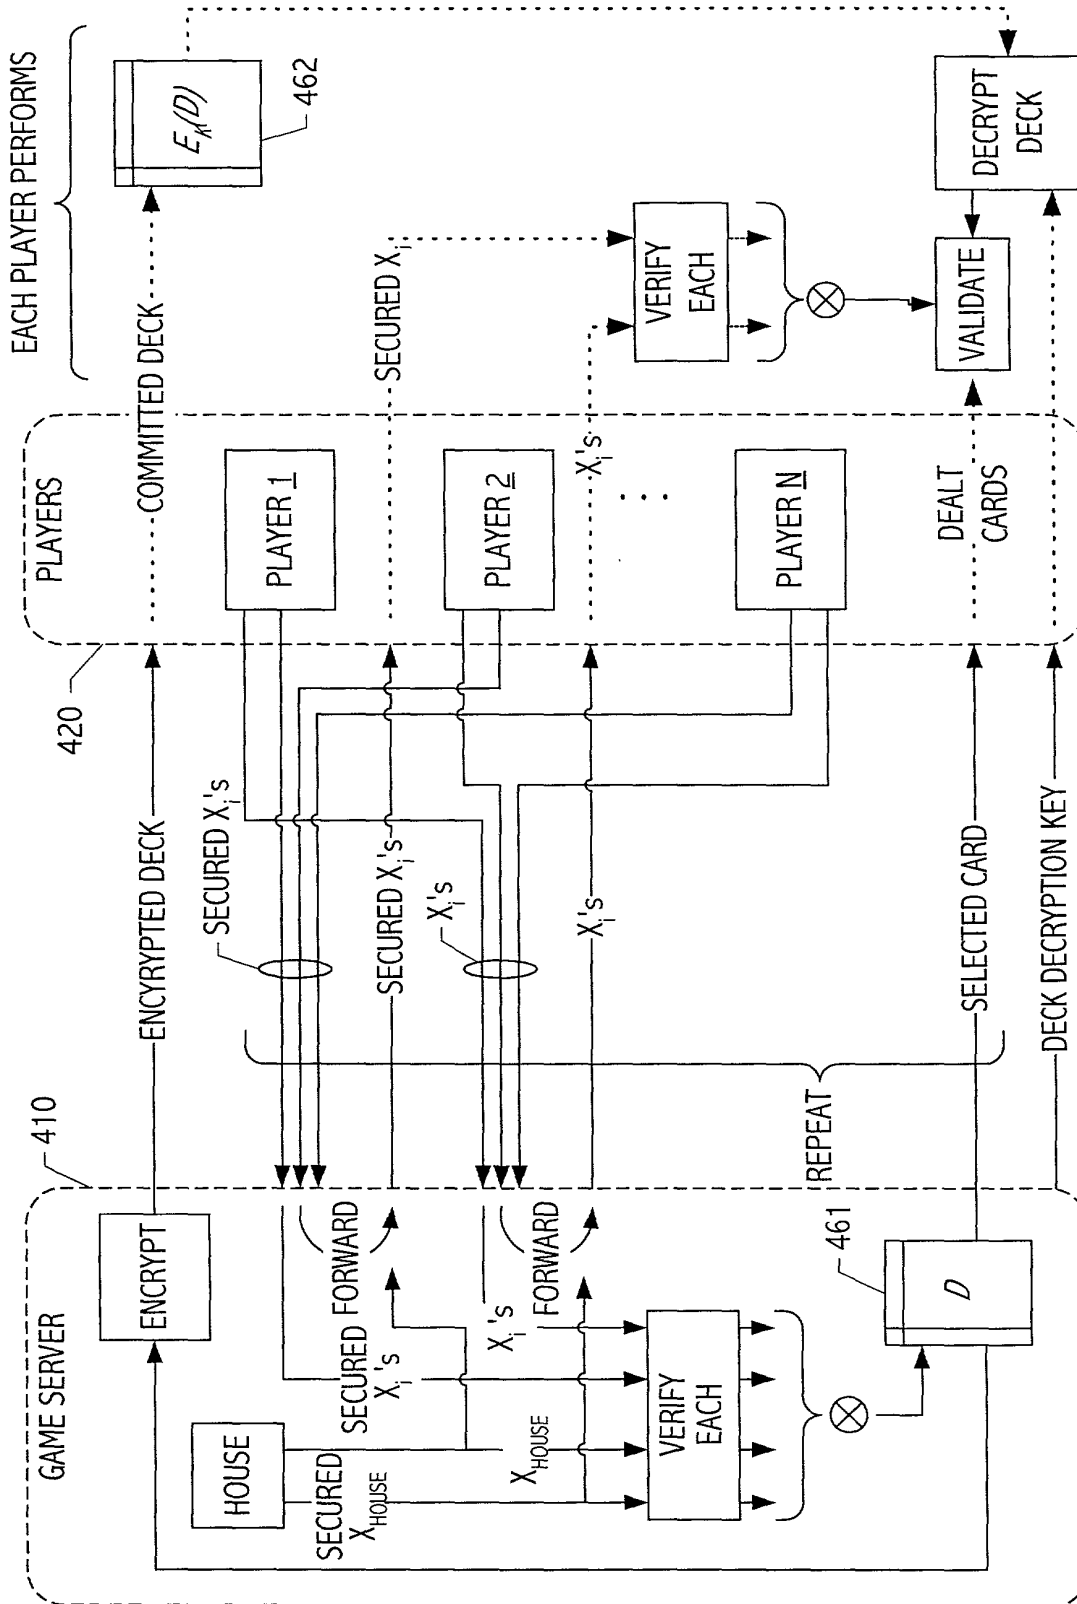 EACH PLAYER PERFORMS
COMMITTED DECK
E_K(D)
462
SECURED X_i
X_i's
VERIFY
EACH
VALIDATE
DECRYPT
DECK
PLAYERS
420
PLAYER 1
PLAYER 2
. . .
PLAYER N
DEALT
CARDS
ENCYRPTED DECK
SECURED X_i's
SECURED X_i's
X_i's
X_i's
SELECTED CARD
DECK DECRYPTION KEY
REPEAT
GAME SERVER
410
ENCRYPT
HOUSE
FORWARD
SECURED
X_i's
FORWARD
X_i's
SECURED
X_HOUSE
X_HOUSE
VERIFY
EACH
461
D